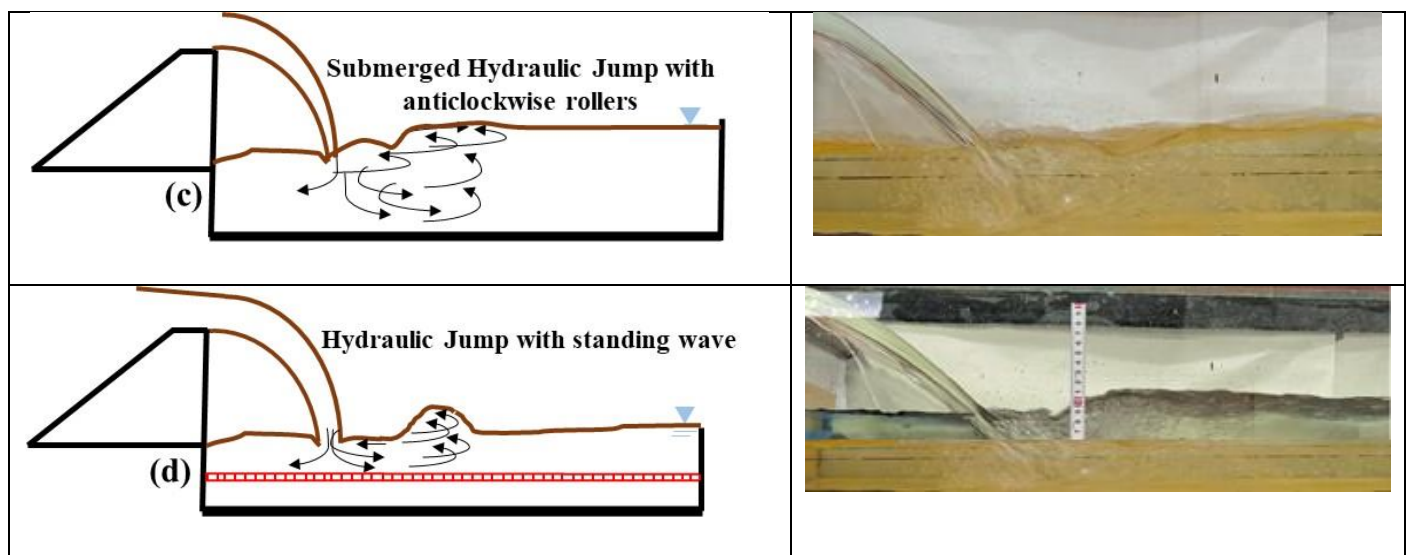 Submerged Hydraulic Jump with
anticlockwise rollers
(c)
Hydraulic Jump with standing wave
(d)